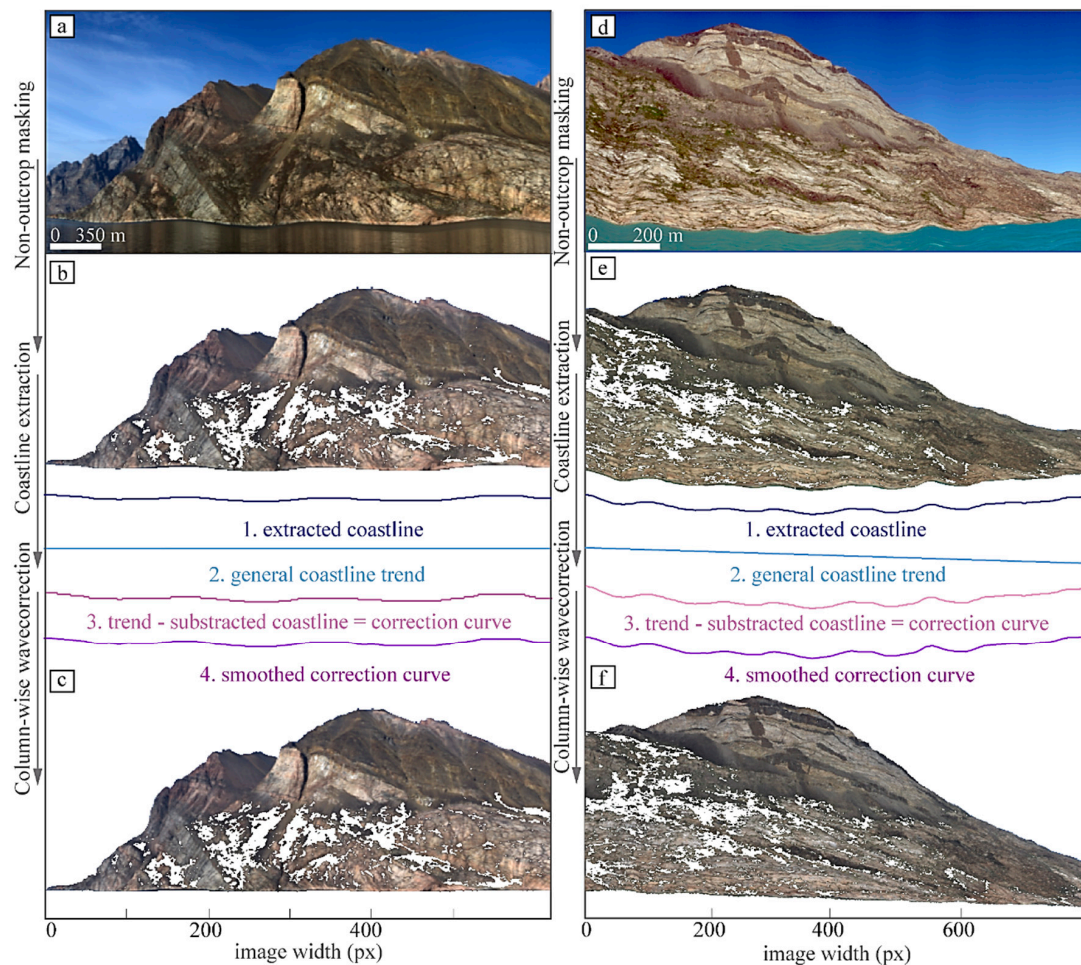 a
Non-outcrop masking
0 350 m
b
Coastline extraction
1. extracted coastline
2. general coastline trend
3. trend - substracted coastline = correction curve
4. smoothed correction curve
Column-wise wavecorrection
c
0 200 400
image width (px)
d
Non-outcrop masking
0 200 m
e
Coastline extraction
1. extracted coastline
2. general coastline trend
3. trend - substracted coastline = correction curve
4. smoothed correction curve
Column-wise wavecorrection
f
0 200 400 600
image width (px)